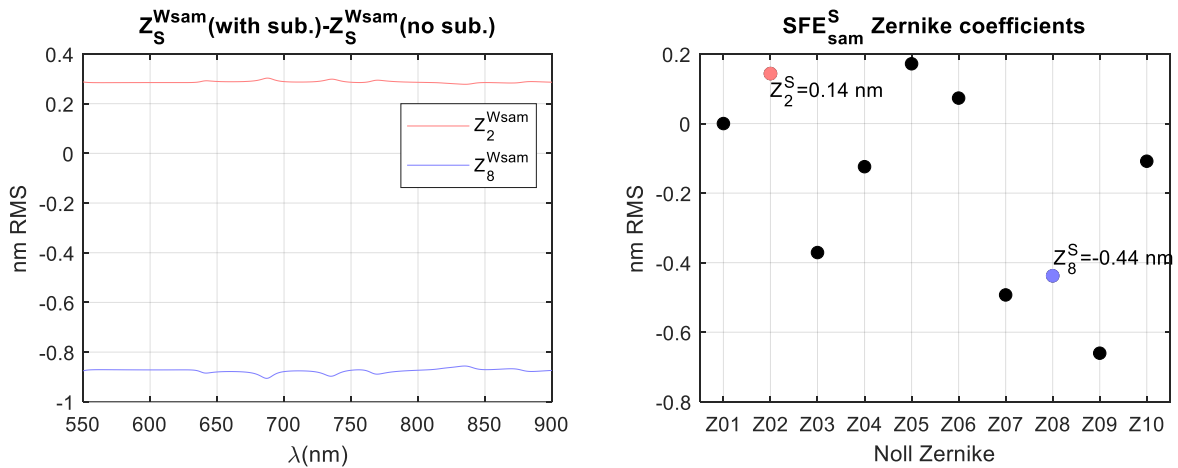 Z_S^Wsam(with sub.)-Z_S^Wsam(no sub.)
0.4
0.2
0
-0.2
-0.4
-0.6
-0.8
-1
nm RMS
Z_2^Wsam
Z_8^Wsam
550 600 650 700 750 800 850 900
λ(nm)
SFE_sam^S Zernike coefficients
0.2
0
-0.2
-0.4
-0.6
-0.8
nm RMS
Z_2^S=0.14 nm
Z_8^S=-0.44 nm
Z01 Z02 Z03 Z04 Z05 Z06 Z07 Z08 Z09 Z10
Noll Zernike